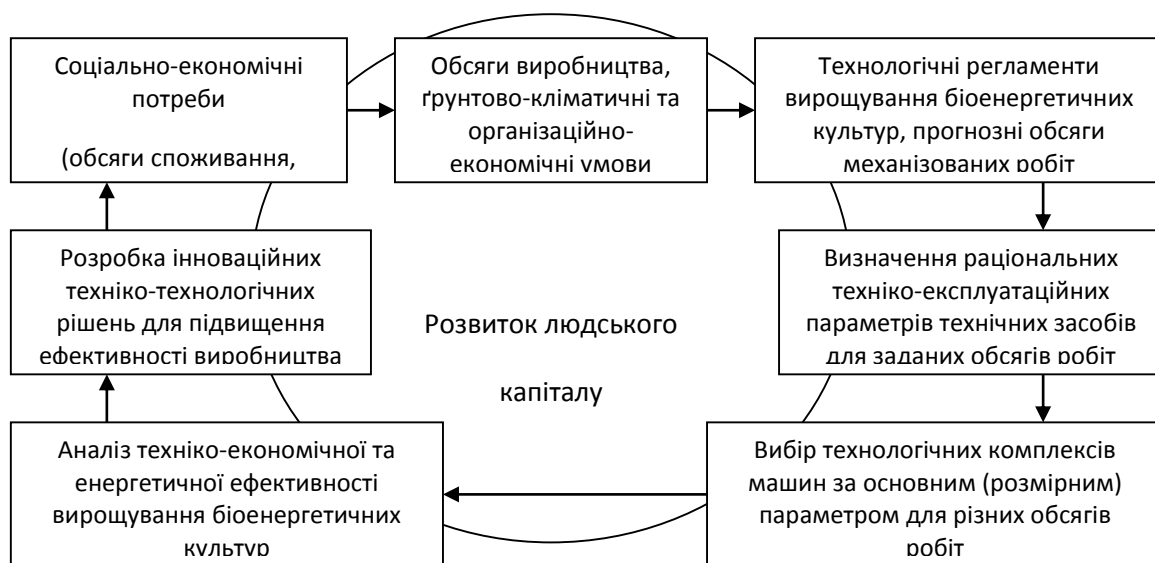 Соціально-економічні
потреби
(обсяги споживання,
Обсяги виробництва,
ґрунтово-кліматичні та
організаційно-
економічні умови
Технологічні регламенти
вирощування біоенергетичних
культур, прогнозні обсяги
механізованих робіт
Розробка інноваційних
техніко-технологічних
рішень для підвищення
ефективності виробництва
Розвиток людського
капіталу
Визначення раціональних
техніко-експлуатаційних
параметрів технічних засобів
для заданих обсягів робіт
Аналіз техніко-економічної та
енергетичної ефективності
вирощування біоенергетичних
культур
Вибір технологічних комплексів
машин за основним (розмірним)
параметром для різних обсягів
робіт